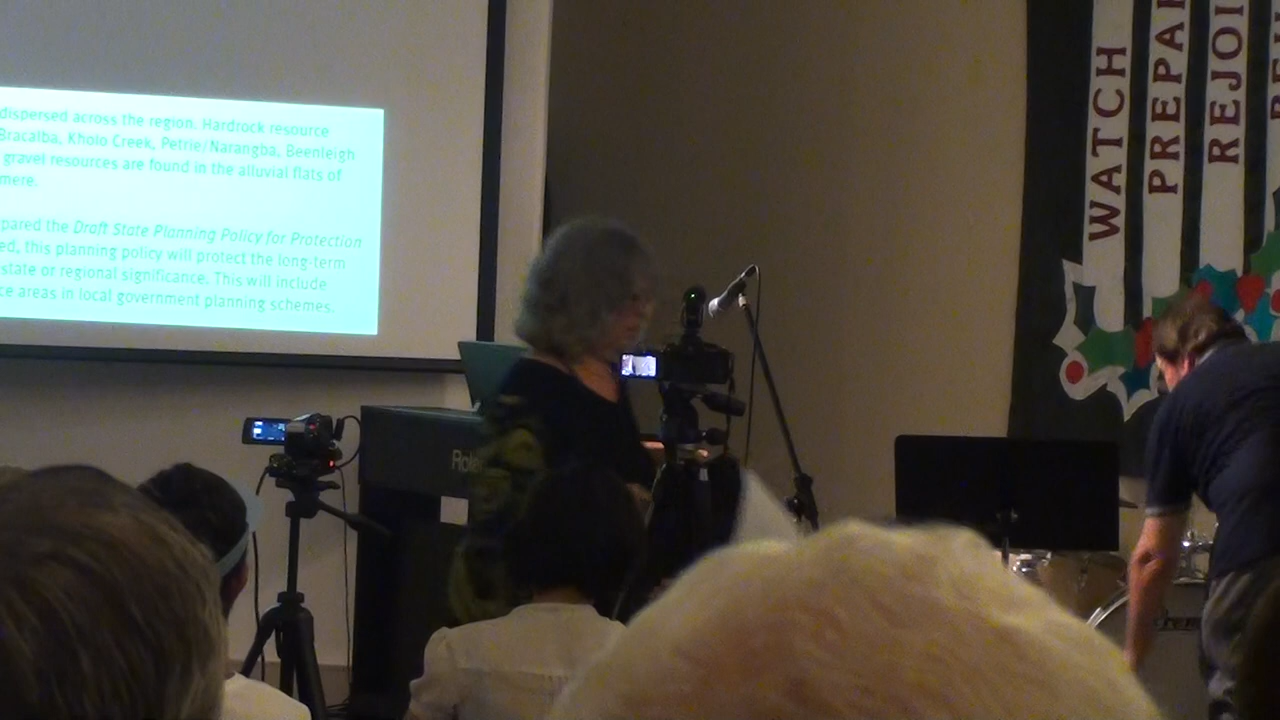 dispersed across the region. Hardrock resource
Bracalba, Kholo Creek, Petrie/Narangba, Beenleigh
gravel resources are found in the alluvial flats of
mere.
pared the Draft State Planning Policy for Protection
ed, this planning policy will protect the long-term
state or regional significance. This will include
ce areas in local government planning schemes.
WATCH
PREPAR
REJOI
Rol